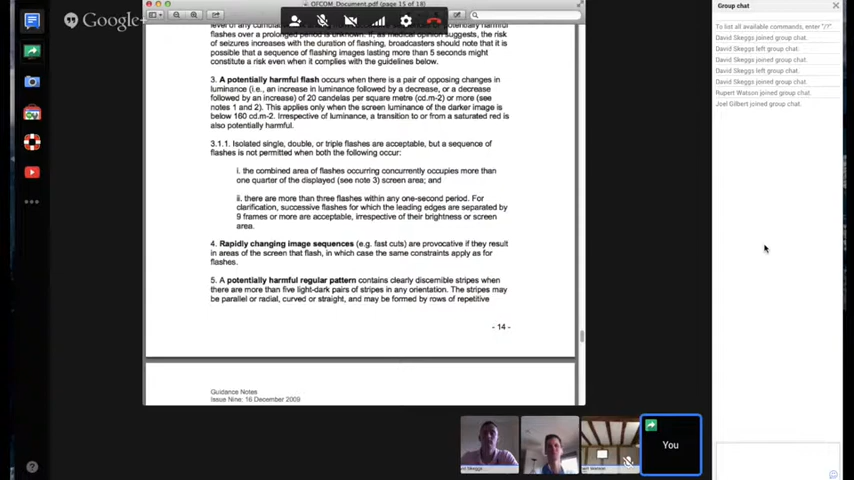 Google+
OFCOM_Document.pdf (page 15 of 18)
flashes over a prolonged period is unknown. If, as medical opinion suggests, the risk
of seizures increases with the duration of flashing, broadcasters should note that it is
possible that a sequence of flashing images lasting more than 5 seconds might
constitute a risk even when it complies with the guidelines below.
3. A potentially harmful flash occurs when there is a pair of opposing changes in
luminance (i.e., an increase in luminance followed by a decrease, or a decrease
followed by an increase) of 20 candelas per square metre (cd.m-2) or more (see
notes 1 and 2). This applies only when the screen luminance of the darker image is
below 160 cd.m-2. Irrespective of luminance, a transition to or from a saturated red is
also potentially harmful.
3.1.1. Isolated single, double, or triple flashes are acceptable, but a sequence of
flashes is not permitted when both the following occur:
i. the combined area of flashes occurring concurrently occupies more than
one quarter of the displayed (see note 3) screen area; and
ii. there are more than three flashes within any one-second period. For
clarification, successive flashes for which the leading edges are separated by
9 frames or more are acceptable, irrespective of their brightness or screen
area.
4. Rapidly changing image sequences (e.g. fast cuts) are provocative if they result
in areas of the screen that flash, in which case the same constraints apply as for
flashes.
5. A potentially harmful regular pattern contains clearly discernible stripes when
there are more than five light-dark pairs of stripes in any orientation. The stripes may
be parallel or radial, curved or straight, and may be formed by rows of repetitive
- 14 -
Guidance Notes
Issue Nine: 16 December 2009
Group chat
To list all available commands, enter "/?".
David Skeggs joined group chat.
David Skeggs left group chat.
David Skeggs joined group chat.
David Skeggs left group chat.
David Skeggs joined group chat.
Rupert Watson joined group chat.
Joel Gilbert joined group chat.
You